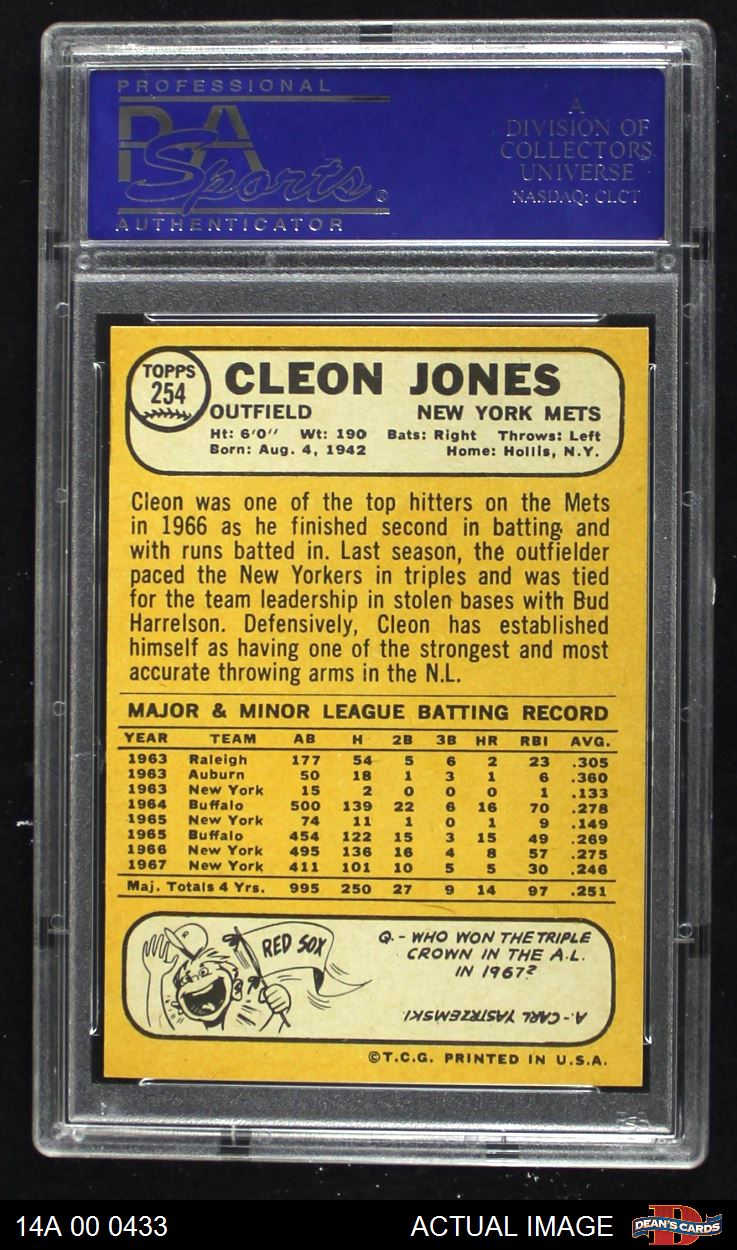 PROFESSIONAL
PSA
Sports ®
AUTHENTICATOR
A
DIVISION OF
COLLECTORS
UNIVERSE
NASDAQ: CLCT
TOPPS
254
CLEON JONES
OUTFIELD NEW YORK METS
Ht: 6'0" Wt: 190 Bats: Right Throws: Left
Born: Aug. 4, 1942 Home: Hollis, N.Y.
Cleon was one of the top hitters on the Mets
in 1966 as he finished second in batting and
with runs batted in. Last season, the outfielder
paced the New Yorkers in triples and was tied
for the team leadership in stolen bases with Bud
Harrelson. Defensively, Cleon has established
himself as having one of the strongest and most
accurate throwing arms in the N.L.
MAJOR & MINOR LEAGUE BATTING RECORD
YEAR TEAM AB H 2B 3B HR RBI AVG.
1963 Raleigh 177 54 5 6 2 23 .305
1963 Auburn 50 18 1 3 1 6 .360
1963 New York 15 2 0 0 0 1 .133
1964 Buffalo 500 139 22 6 16 70 .278
1965 New York 74 11 1 0 1 9 .149
1965 Buffalo 454 122 15 3 15 49 .269
1966 New York 495 136 16 4 8 57 .275
1967 New York 411 101 10 5 5 30 .246
Maj. Totals 4 Yrs. 995 250 27 9 14 97 .251
RED SOX
Q.- WHO WON THE TRIPLE
CROWN IN THE A.L.
IN 1967?
A.- CARL YASTRZEMSKI
©T.C.G. PRINTED IN U.S.A.
14A 00 0433 ACTUAL IMAGE DEAN'S CARDS